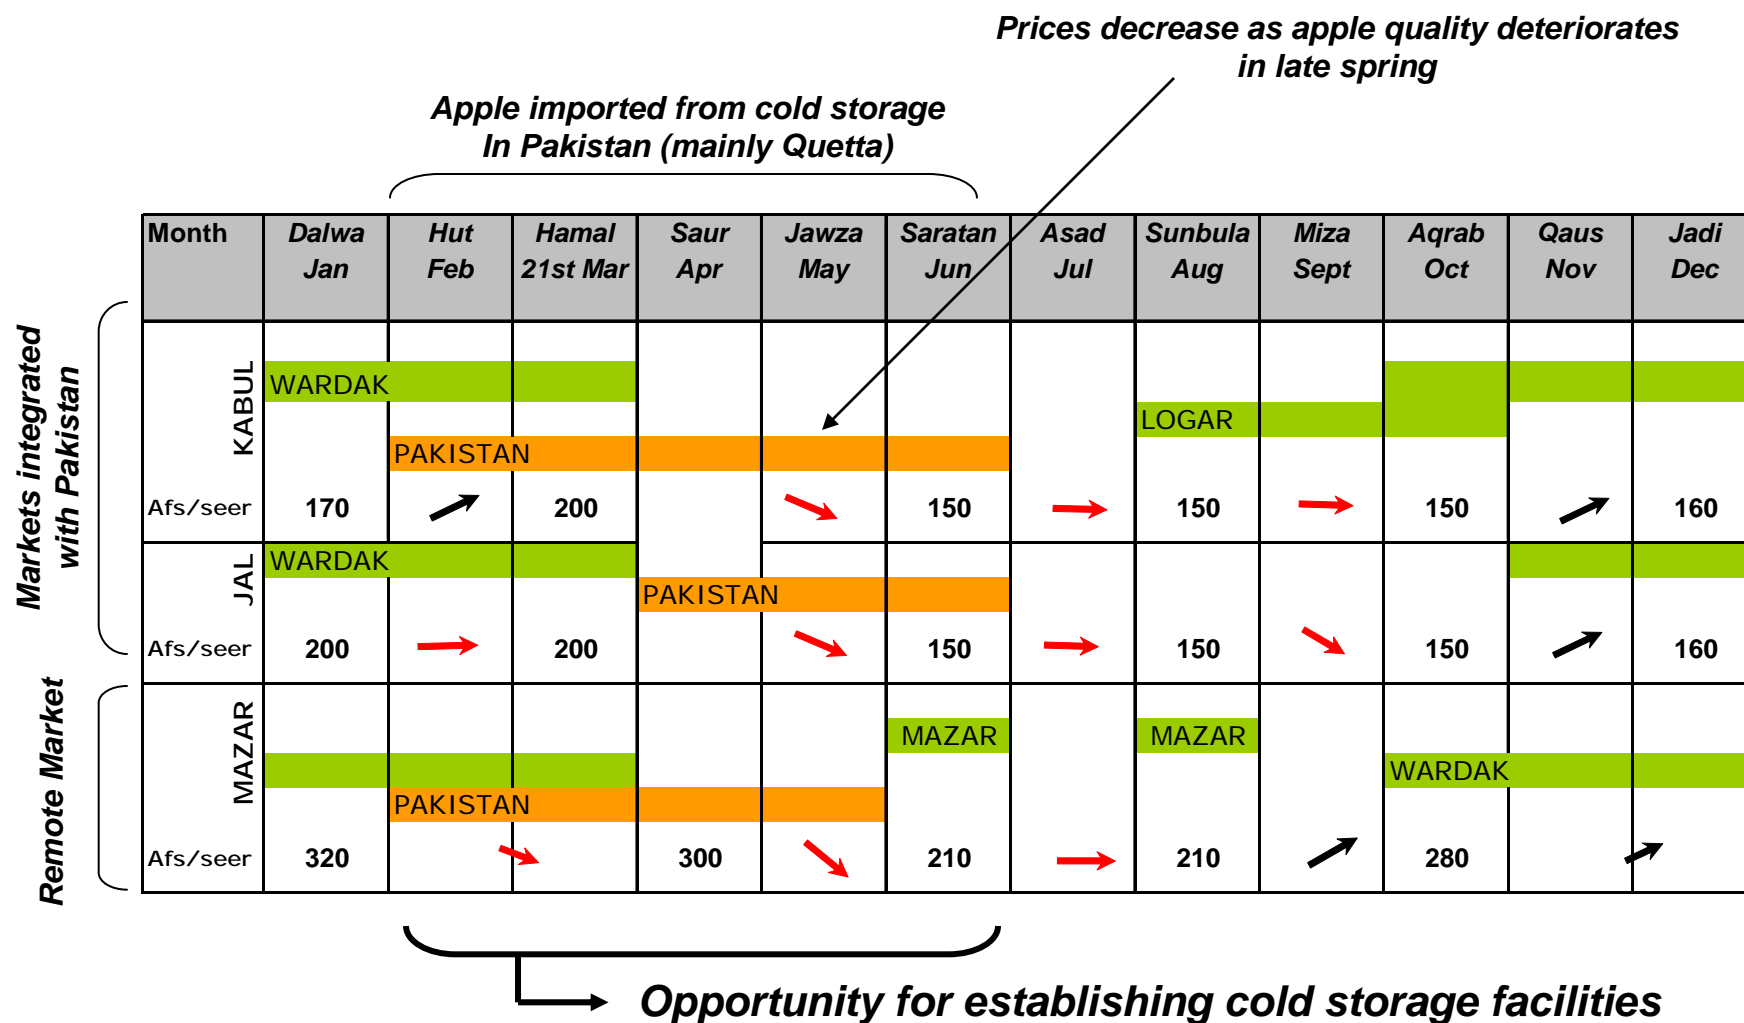 Prices decrease as apple quality deteriorates
in late spring
Apple imported from cold storage
In Pakistan (mainly Quetta)
Month Dalwa Hut Hamal Saur Jawza Saratan Asad Sunbula Miza Aqrab Qaus Jadi
Jan Feb 21st Mar Apr May Jun Jul Aug Sept Oct Nov Dec
Markets integrated
with Pakistan
KABUL
WARDAK
LOGAR
PAKISTAN
Afs/seer 170 200 150 150 150 160
JAL
WARDAK
PAKISTAN
Afs/seer 200 200 150 150 150 160
Remote Market
MAZAR
MAZAR MAZAR
WARDAK
PAKISTAN
Afs/seer 320 300 210 210 280
Opportunity for establishing cold storage facilities